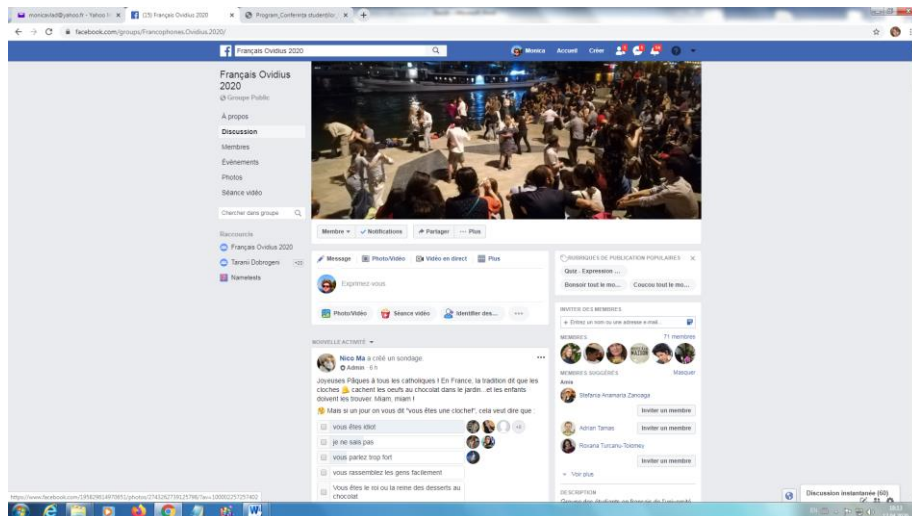 monicavlad@yahoo.fr - Yahoo
(15) Français Ovidius 2020
Program_Conferința studenților_
facebook.com/groups/Francophones.Ovidius.2020/
Français Ovidius 2020
Monica
Accueil
Créer
Français Ovidius
2020
Groupe Public
À propos
Discussion
Membres
Événements
Photos
Séance vidéo
Chercher dans groupe
Raccourcis
Français Ovidius 2020
Taranii Dobrogeni
Nametests
Membre
Notifications
Partager
Plus
Message
Photo/Vidéo
Vidéo en direct
Plus
Exprimez-vous
Photo/Vidéo
Séance vidéo
Identifier des...
NOUVELLE ACTIVITÉ
Nico Ma a créé un sondage.
Admin · 6 h
Joyeuses Pâques à tous les catholiques ! En France, la tradition dit que les
cloches cachent les oeufs au chocolat dans le jardin...et les enfants
doivent les trouver. Miam, miam !
Mais si un jour on vous dit "vous êtes une cloche!", cela veut dire que :
vous êtes idiot
je ne sais pas
vous parlez trop fort
vous rassemblez les gens facilement
Vous êtes le roi ou la reine des desserts au
chocolat
RUBRIQUES DE PUBLICATION POPULAIRES
Quiz - Expression ...
Bonsoir tout le mo...
Coucou tout le mo...
INVITER DES MEMBRES
+ Entrez un nom ou une adresse e-mail...
MEMBRES
71 membres
MEMBRES SUGGÉRÉS
Masquer
Amis
Stefania Anamaria Zancoga
Inviter un membre
Adrian Tamas
Inviter un membre
Roxana Turcanu-Tolomey
Inviter un membre
Voir plus
DESCRIPTION
Discussion instantanée (60)